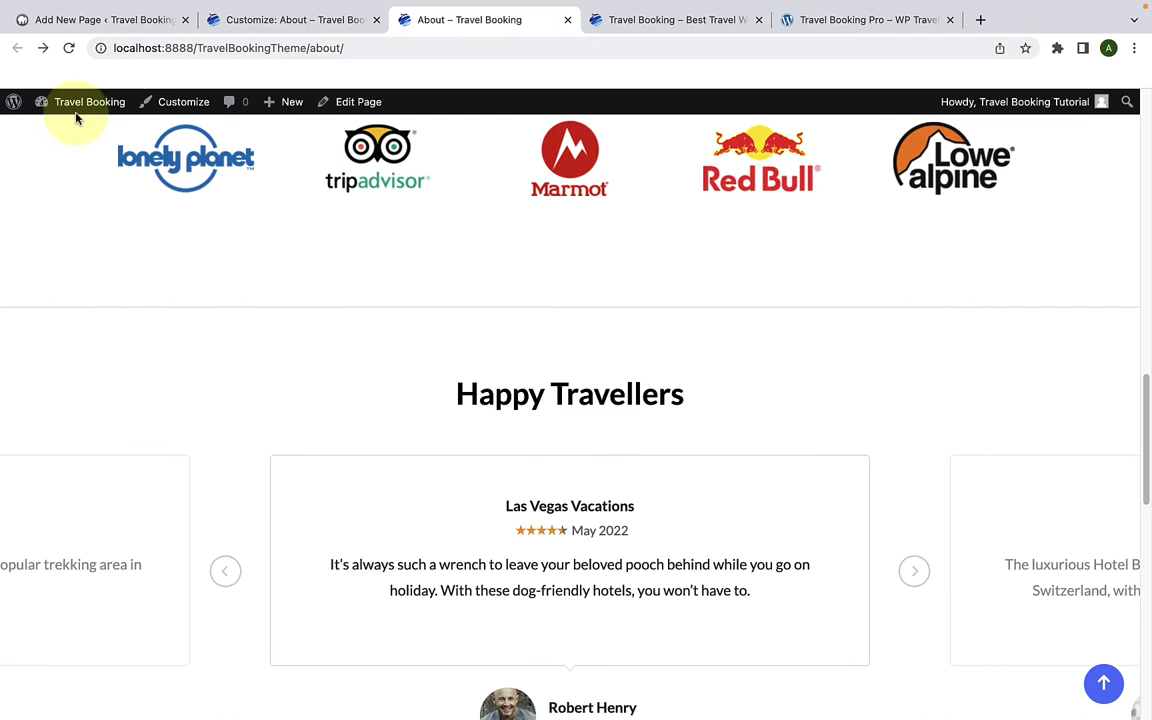 Add New Page ‹ Travel Booking
Customize: About – Travel Boo
About – Travel Booking
Travel Booking – Best Travel W
Travel Booking Pro – WP Trave
localhost:8888/TravelBookingTheme/about/
A
Travel Booking
Customize
0
New
Edit Page
Howdy, Travel Booking Tutorial
lonely planet™
tripadvisor®
Marmot®
Red Bull®
Lowe alpine®
Happy Travellers
Las Vegas Vacations
May 2022
It's always such a wrench to leave your beloved pooch behind while you go on
holiday. With these dog-friendly hotels, you won't have to.
opular trekking area in
The luxurious Hotel B
Switzerland, with
Robert Henry